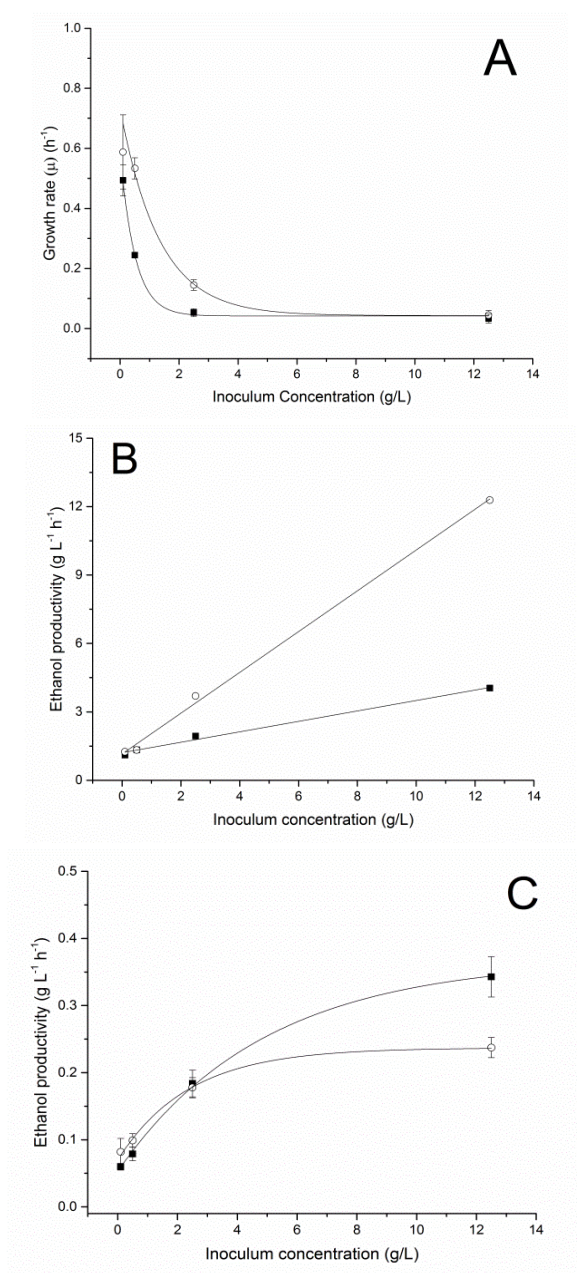 A
1.0
0.8
0.6
0.4
0.2
0.0
Growth rate (μ) (h⁻¹)
0 2 4 6 8 10 12 14
Inoculum Concentration (g/L)
B
15
12
9
6
3
0
Ethanol productivity (g L⁻¹ h⁻¹)
0 2 4 6 8 10 12 14
Inoculum concentration (g/L)
C
0.5
0.4
0.3
0.2
0.1
0.0
Ethanol productivity (g L⁻¹ h⁻¹)
0 2 4 6 8 10 12 14
Inoculum concentration (g/L)